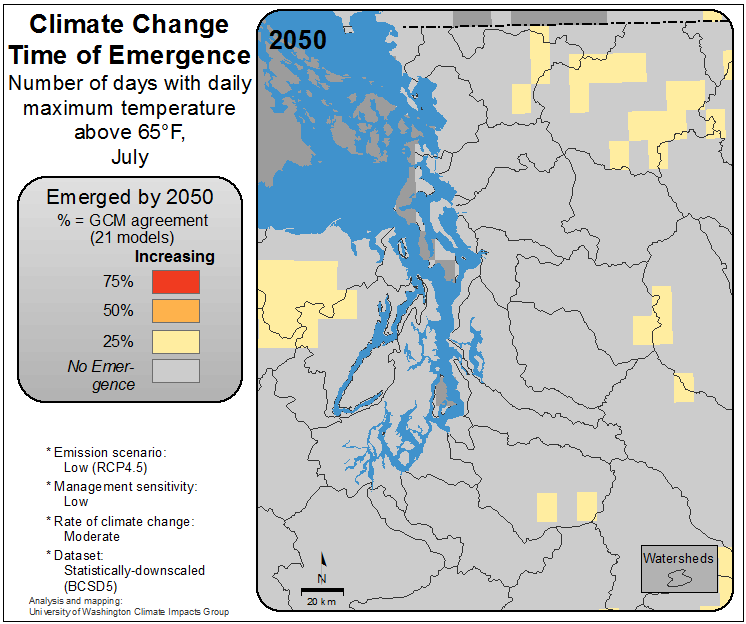 Climate Change
Time of Emergence
Number of days with daily
maximum temperature
above 65°F,
July
Emerged by 2050
% = GCM agreement
(21 models)
Increasing
75%
50%
25%
No Emer-
gence
* Emission scenario:
Low (RCP4.5)
* Management sensitivity:
Low
* Rate of climate change:
Moderate
* Dataset:
Statistically-downscaled
(BCSD5)
Analysis and mapping:
University of Washington Climate Impacts Group
2050
N
20 km
Watersheds